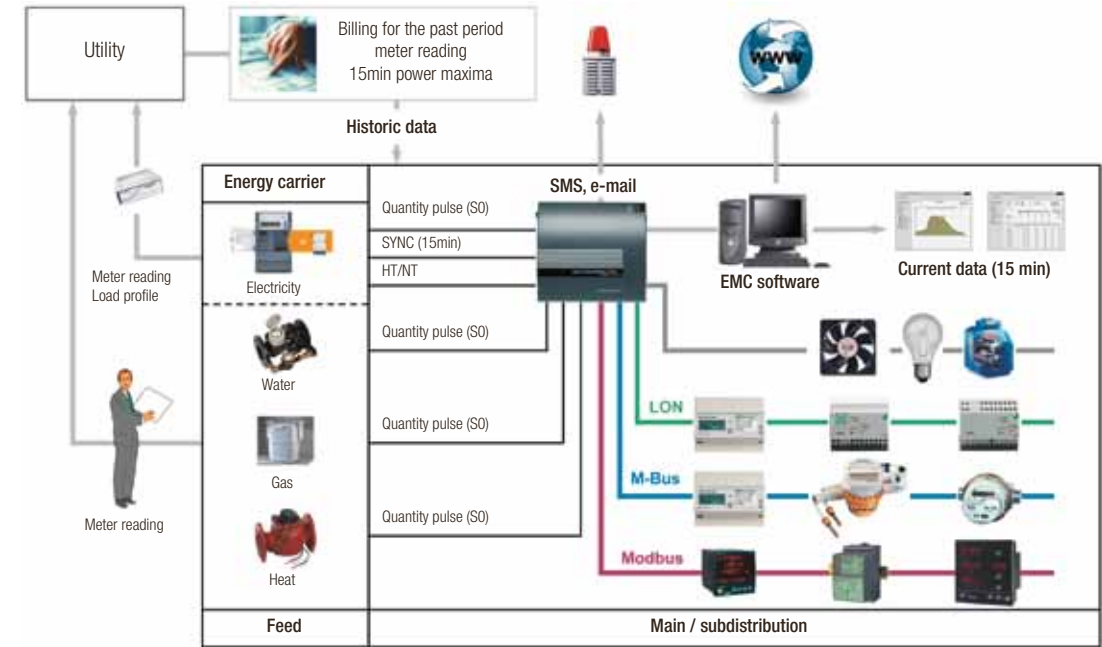 Utility
Billing for the past period
meter reading
15min power maxima
Historic data
www
Energy carrier
SMS, e-mail
Quantity pulse (S0)
SYNC (15min)
HT/NT
Electricity
EMC software
Current data (15 min)
Meter reading
Load profile
Quantity pulse (S0)
Water
LON
Quantity pulse (S0)
Gas
M-Bus
Quantity pulse (S0)
Meter reading
Heat
Modbus
Feed
Main / subdistribution